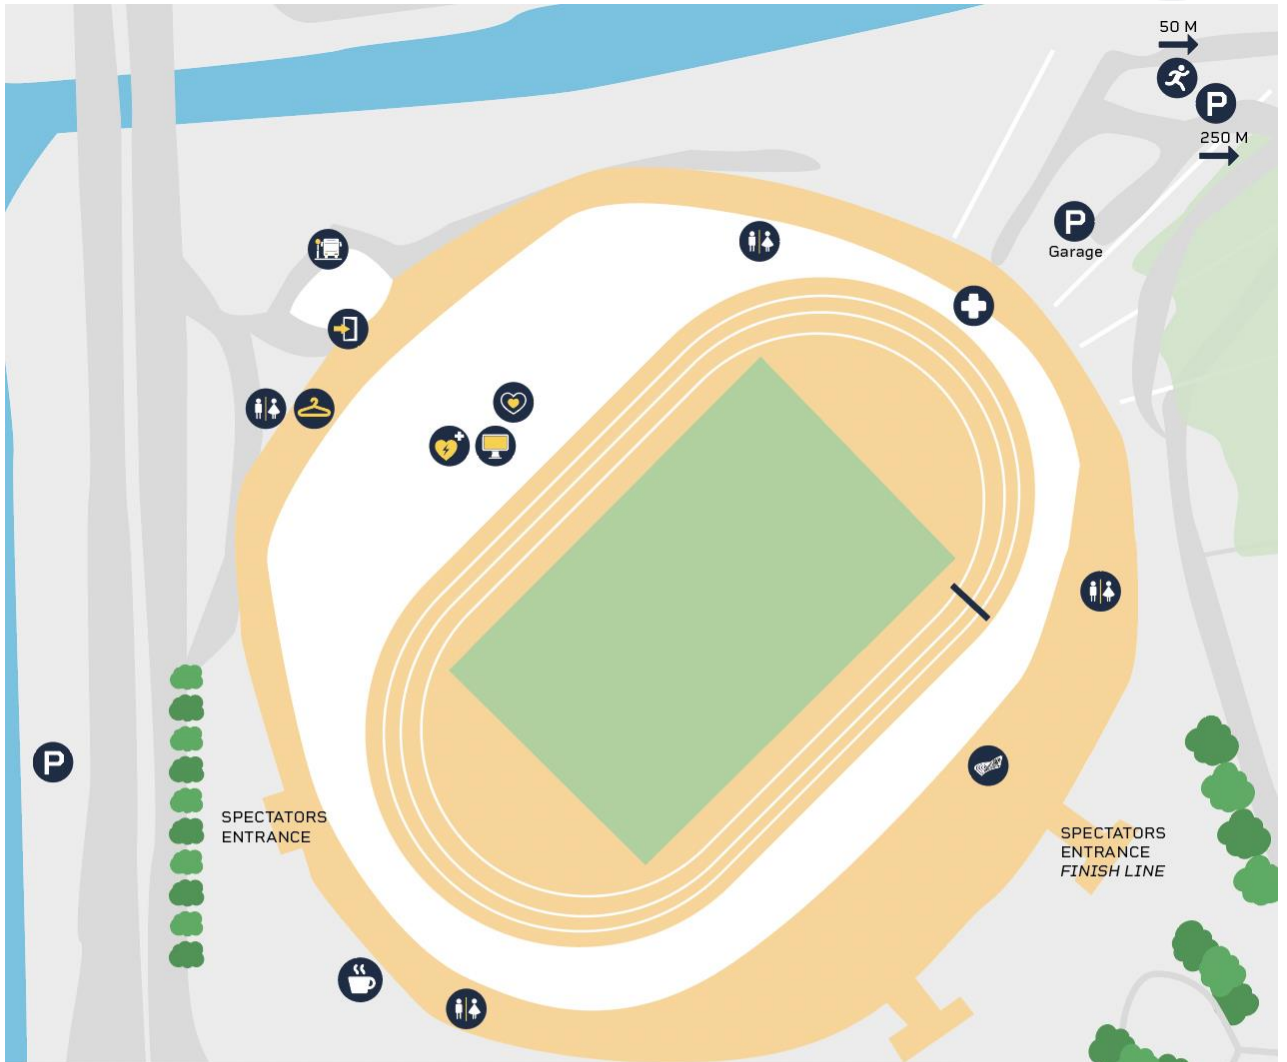 50 M
P
250 M
P
Garage
P
SPECTATORS
ENTRANCE
SPECTATORS
ENTRANCE
FINISH LINE